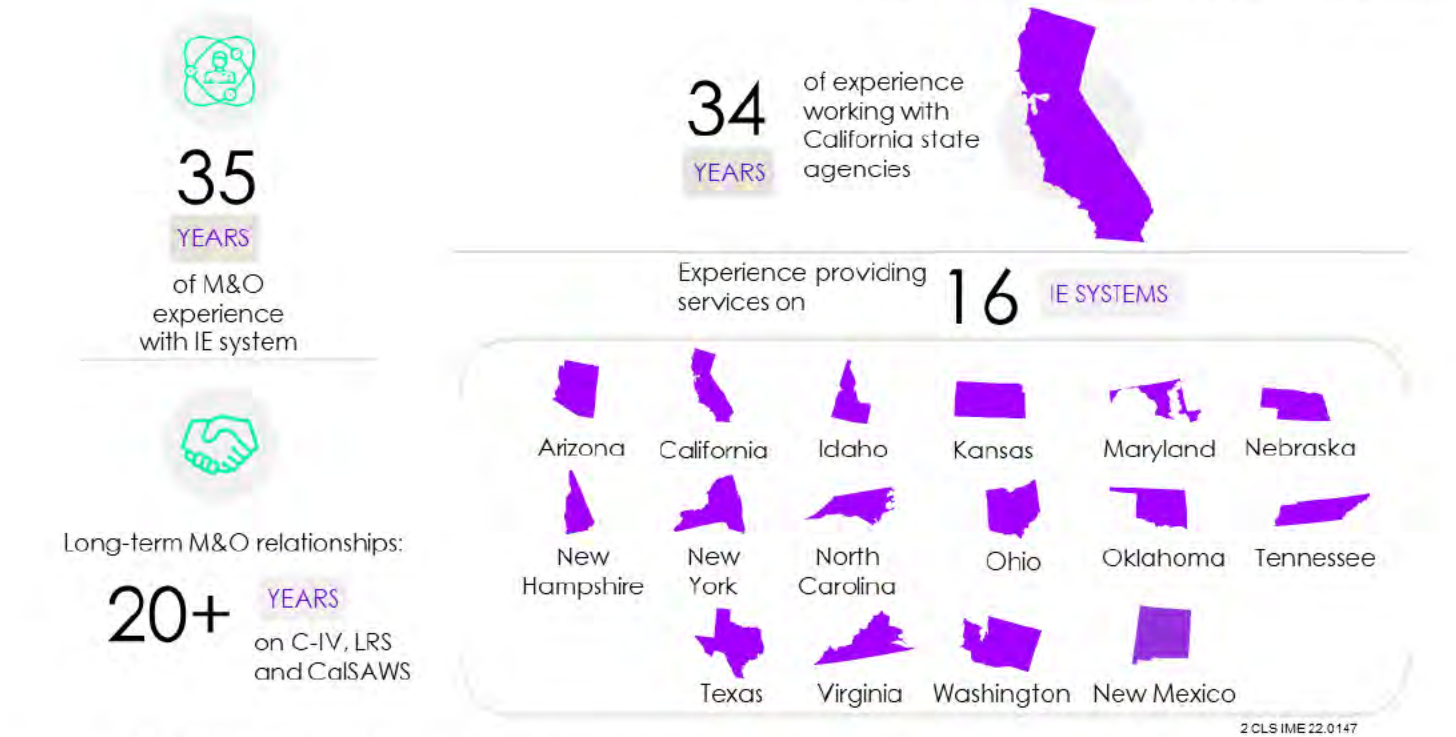 35
YEARS
of M&O
experience
with IE system
Long-term M&O relationships:
20+
YEARS
on C-IV, LRS
and CalSAWS
34
YEARS
of experience
working with
California state
agencies
Experience providing
services on
16
IE SYSTEMS
Arizona California Idaho Kansas Maryland Nebraska
New New North Ohio Oklahoma Tennessee
Hampshire York Carolina
Texas Virginia Washington New Mexico
2 CLS IME 22.0147